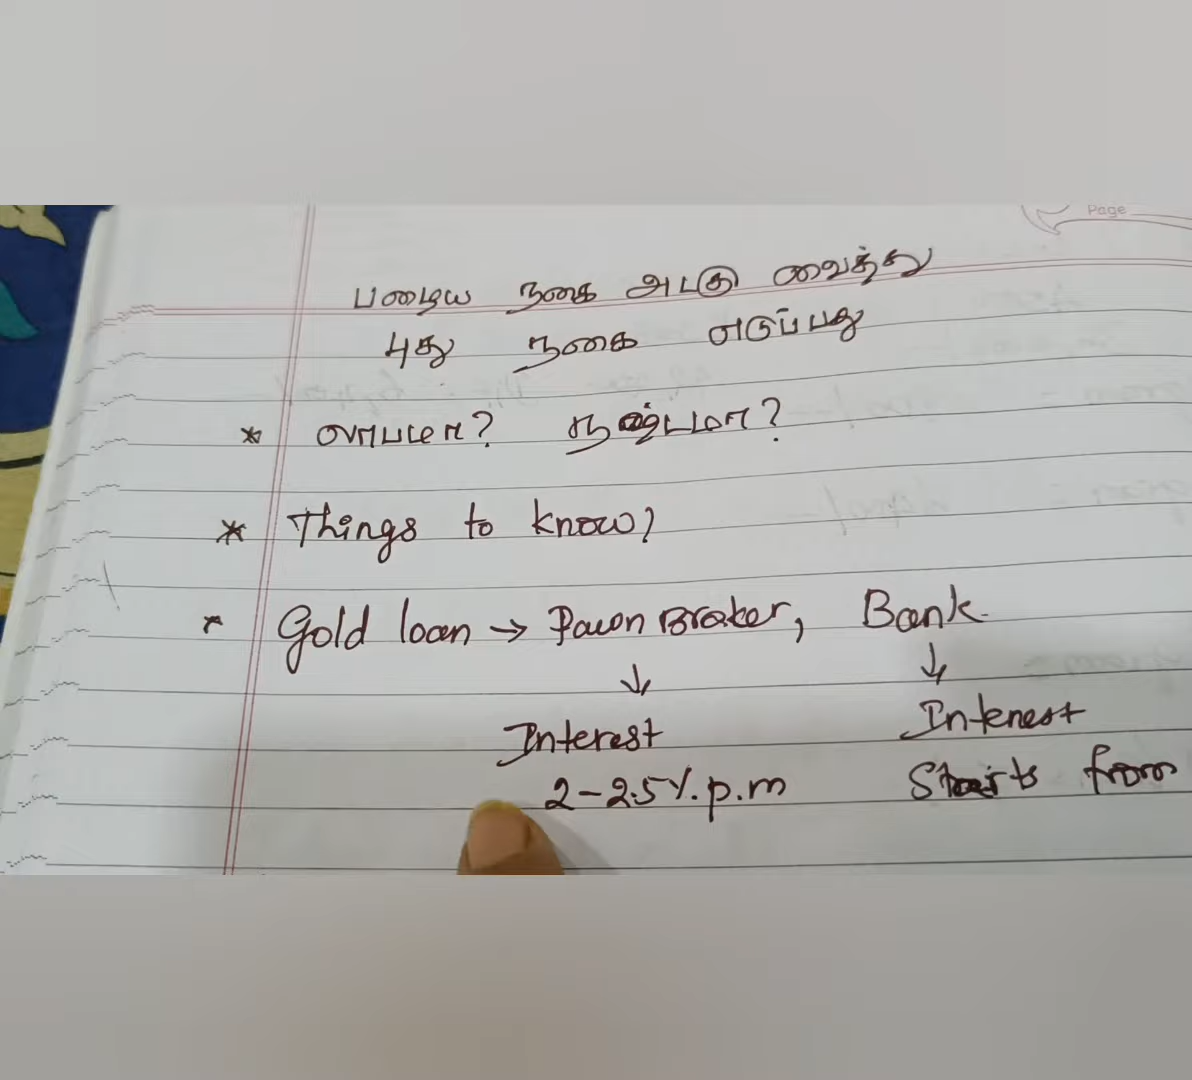 Page
பழைய நகை அடகு வைத்து
புது நகை எடுப்பது
* லாபமா? நஷ்டமா?
* Things to know?
* Gold loan → Pawn Broker, Bank.
↓ ↓
Interest Interest
2-2.5%.p.m Starts from